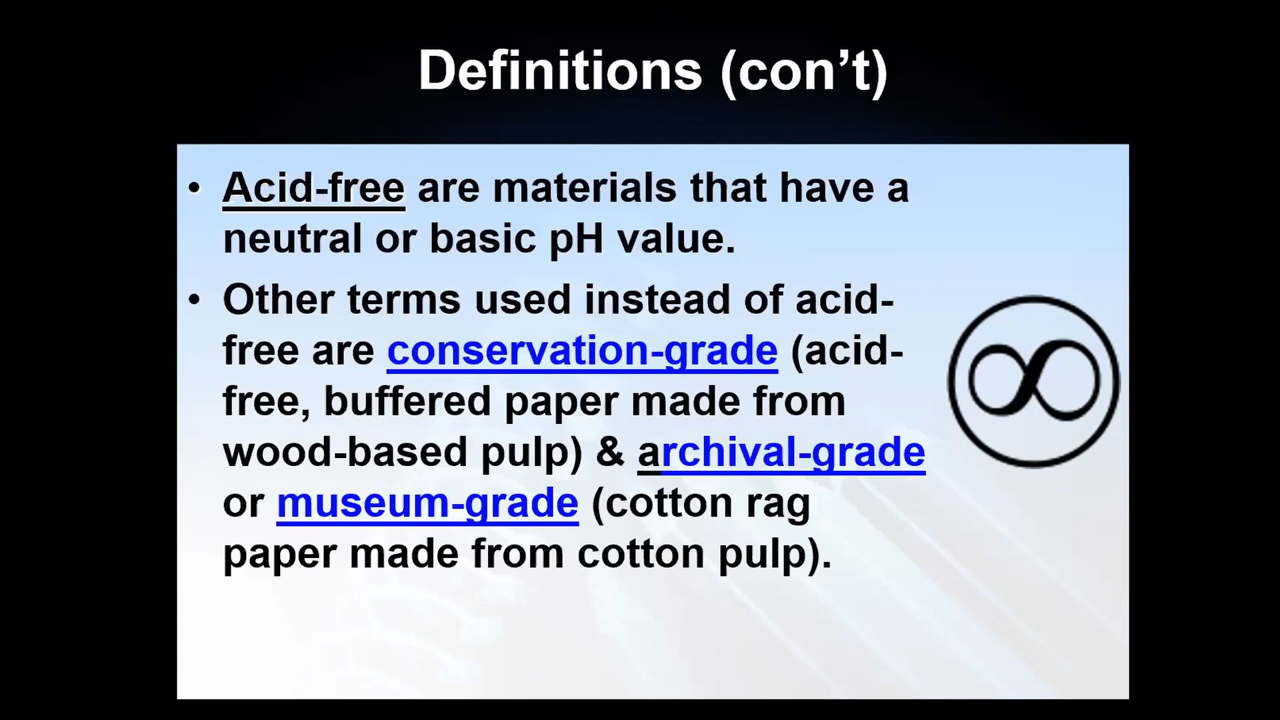 Definitions (con’t)
• Acid-free are materials that have a
neutral or basic pH value.
• Other terms used instead of acid-
free are conservation-grade (acid-
free, buffered paper made from
wood-based pulp) & archival-grade
or museum-grade (cotton rag
paper made from cotton pulp).